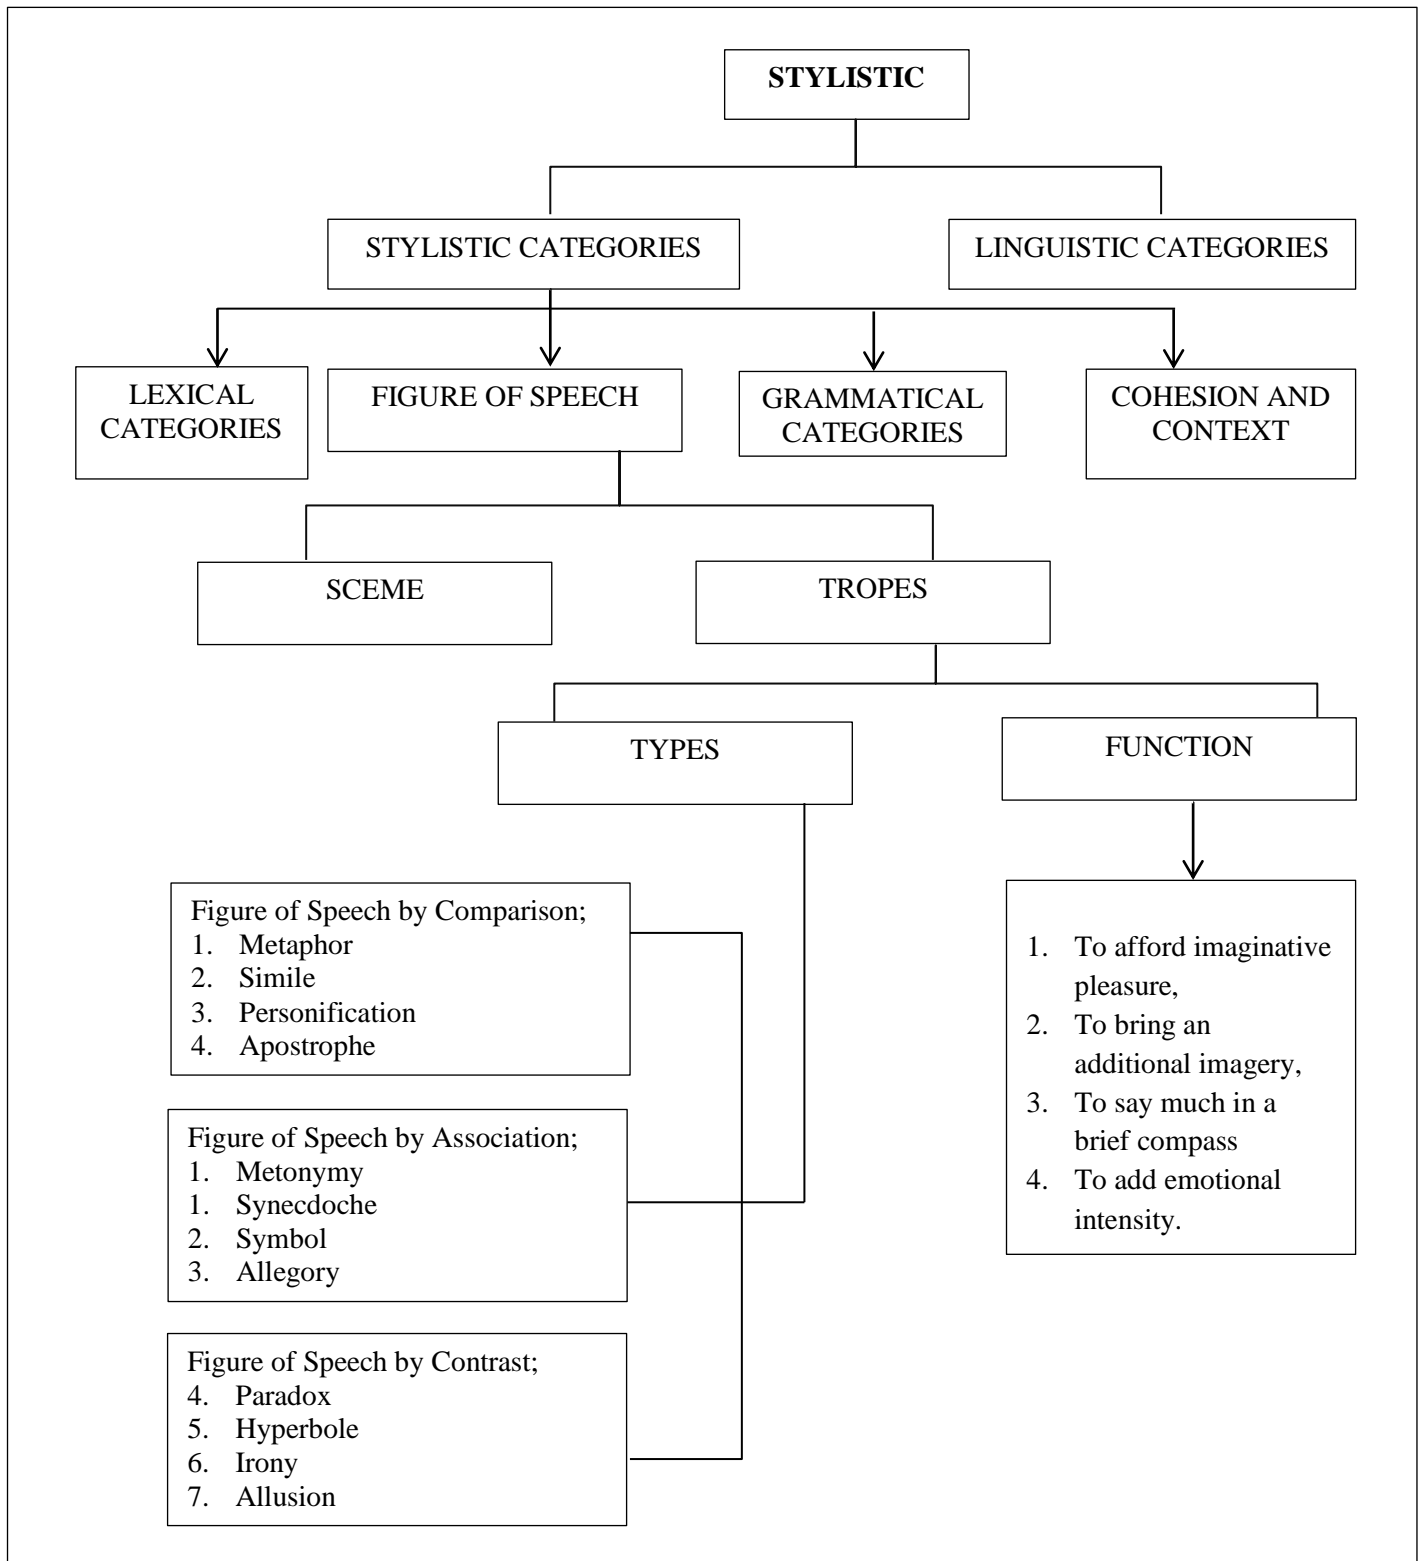 STYLISTIC
STYLISTIC CATEGORIES
LINGUISTIC CATEGORIES
LEXICAL
CATEGORIES
FIGURE OF SPEECH
GRAMMATICAL
CATEGORIES
COHESION AND
CONTEXT
SCEME
TROPES
TYPES
FUNCTION
Figure of Speech by Comparison;
1. Metaphor
2. Simile
3. Personification
4. Apostrophe
Figure of Speech by Association;
1. Metonymy
1. Synecdoche
2. Symbol
3. Allegory
Figure of Speech by Contrast;
4. Paradox
5. Hyperbole
6. Irony
7. Allusion
1. To afford imaginative
pleasure,
2. To bring an
additional imagery,
3. To say much in a
brief compass
4. To add emotional
intensity.